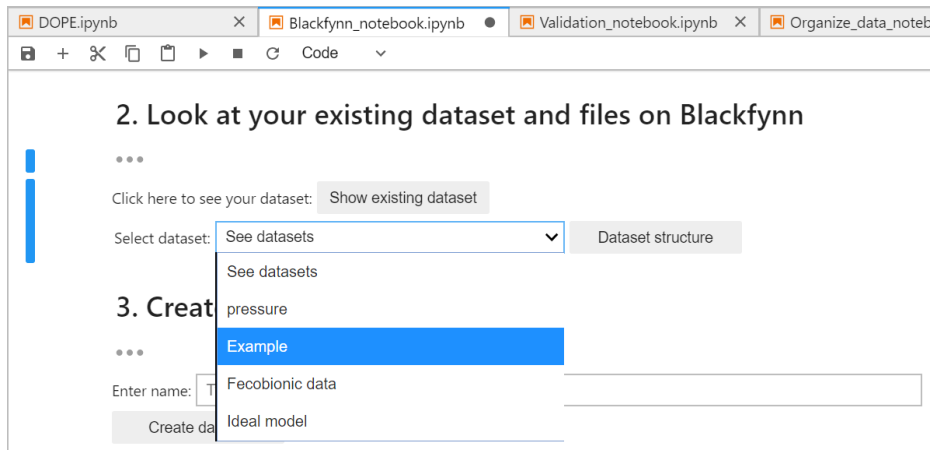 DOPE.ipynb Blackfynn_notebook.ipynb Validation_notebook.ipynb Organize_data_noteb
Code
2. Look at your existing dataset and files on Blackfynn
Click here to see your dataset: Show existing dataset
Select dataset: See datasets Dataset structure
See datasets
3. Creat
pressure
Example
Enter name: T
Fecobionic data
Create da
Ideal model